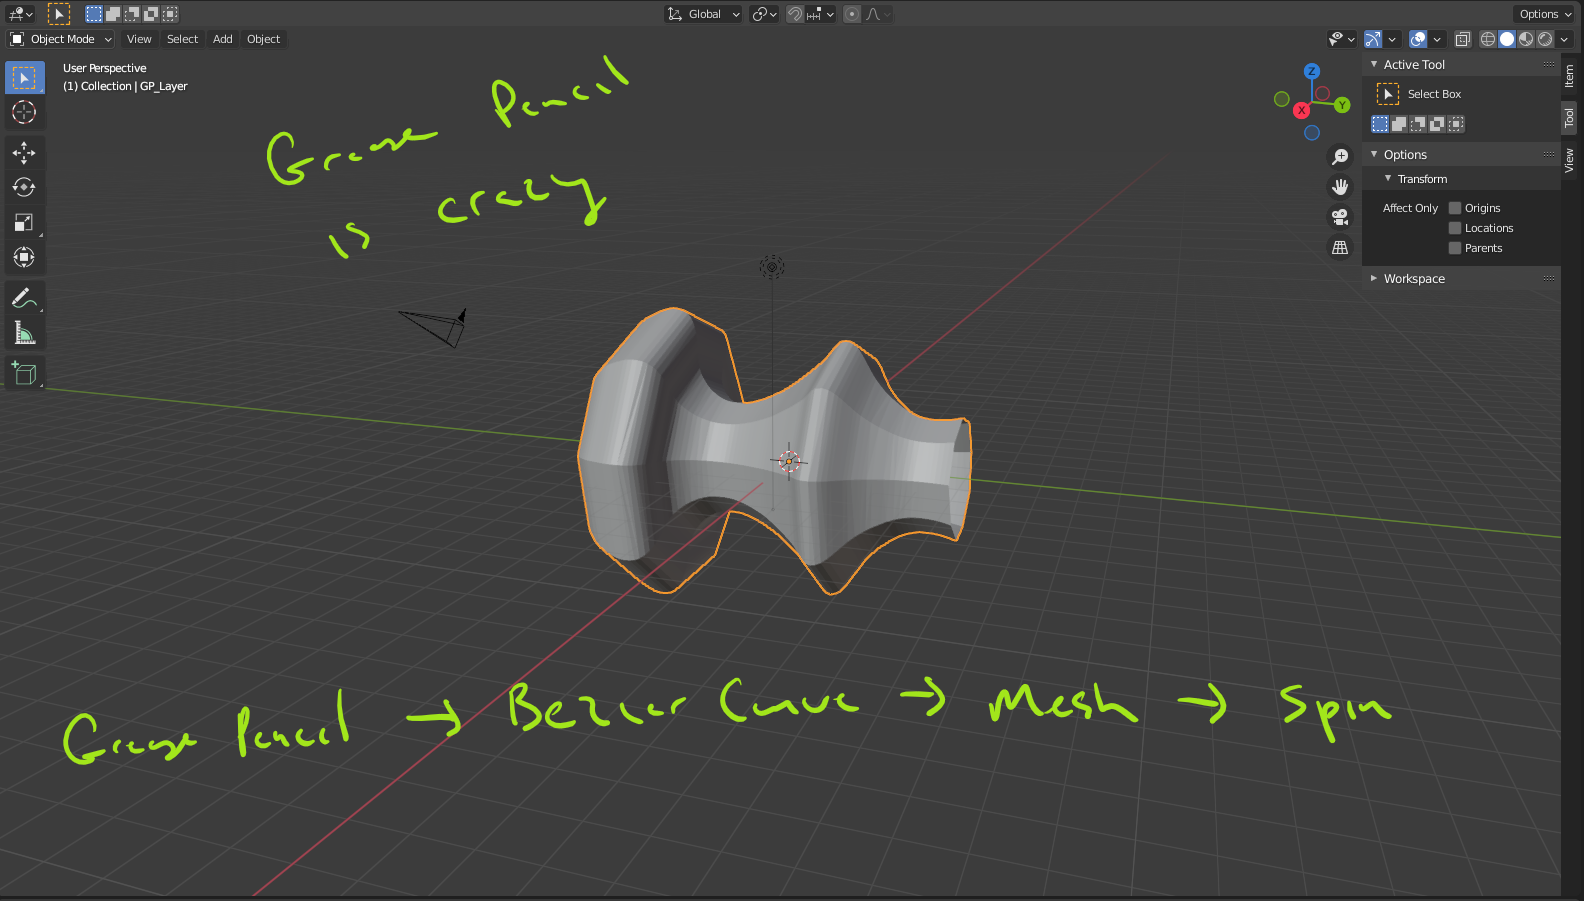 Global
Options
Object Mode View Select Add Object
User Perspective
(1) Collection | GP_Layer
Grease Pencil
is crazy
Z
Y
X
Active Tool
Select Box
Options
Transform
Affect Only Origins
Locations
Parents
Workspace
Item
Tool
View
Grease Pencil → Bezier Curve → Mesh → Spin